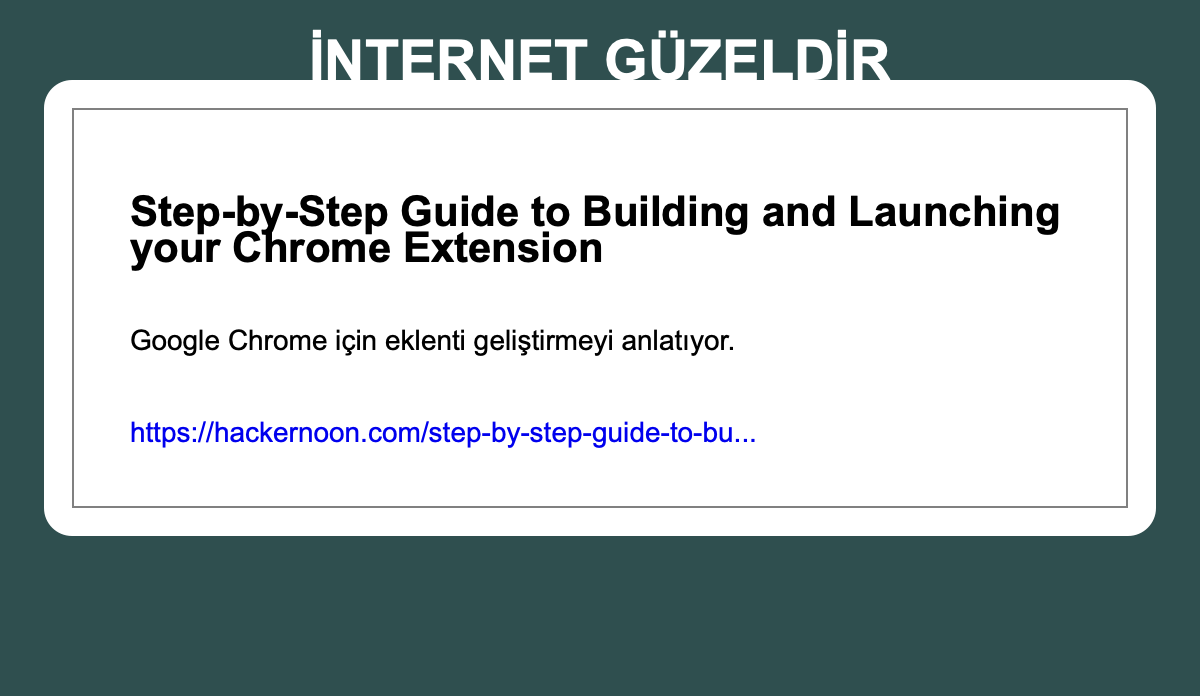 İNTERNET GÜZELDİR
Step-by-Step Guide to Building and Launching
your Chrome Extension
Google Chrome için eklenti geliştirmeyi anlatıyor.
https://hackernoon.com/step-by-step-guide-to-bu...